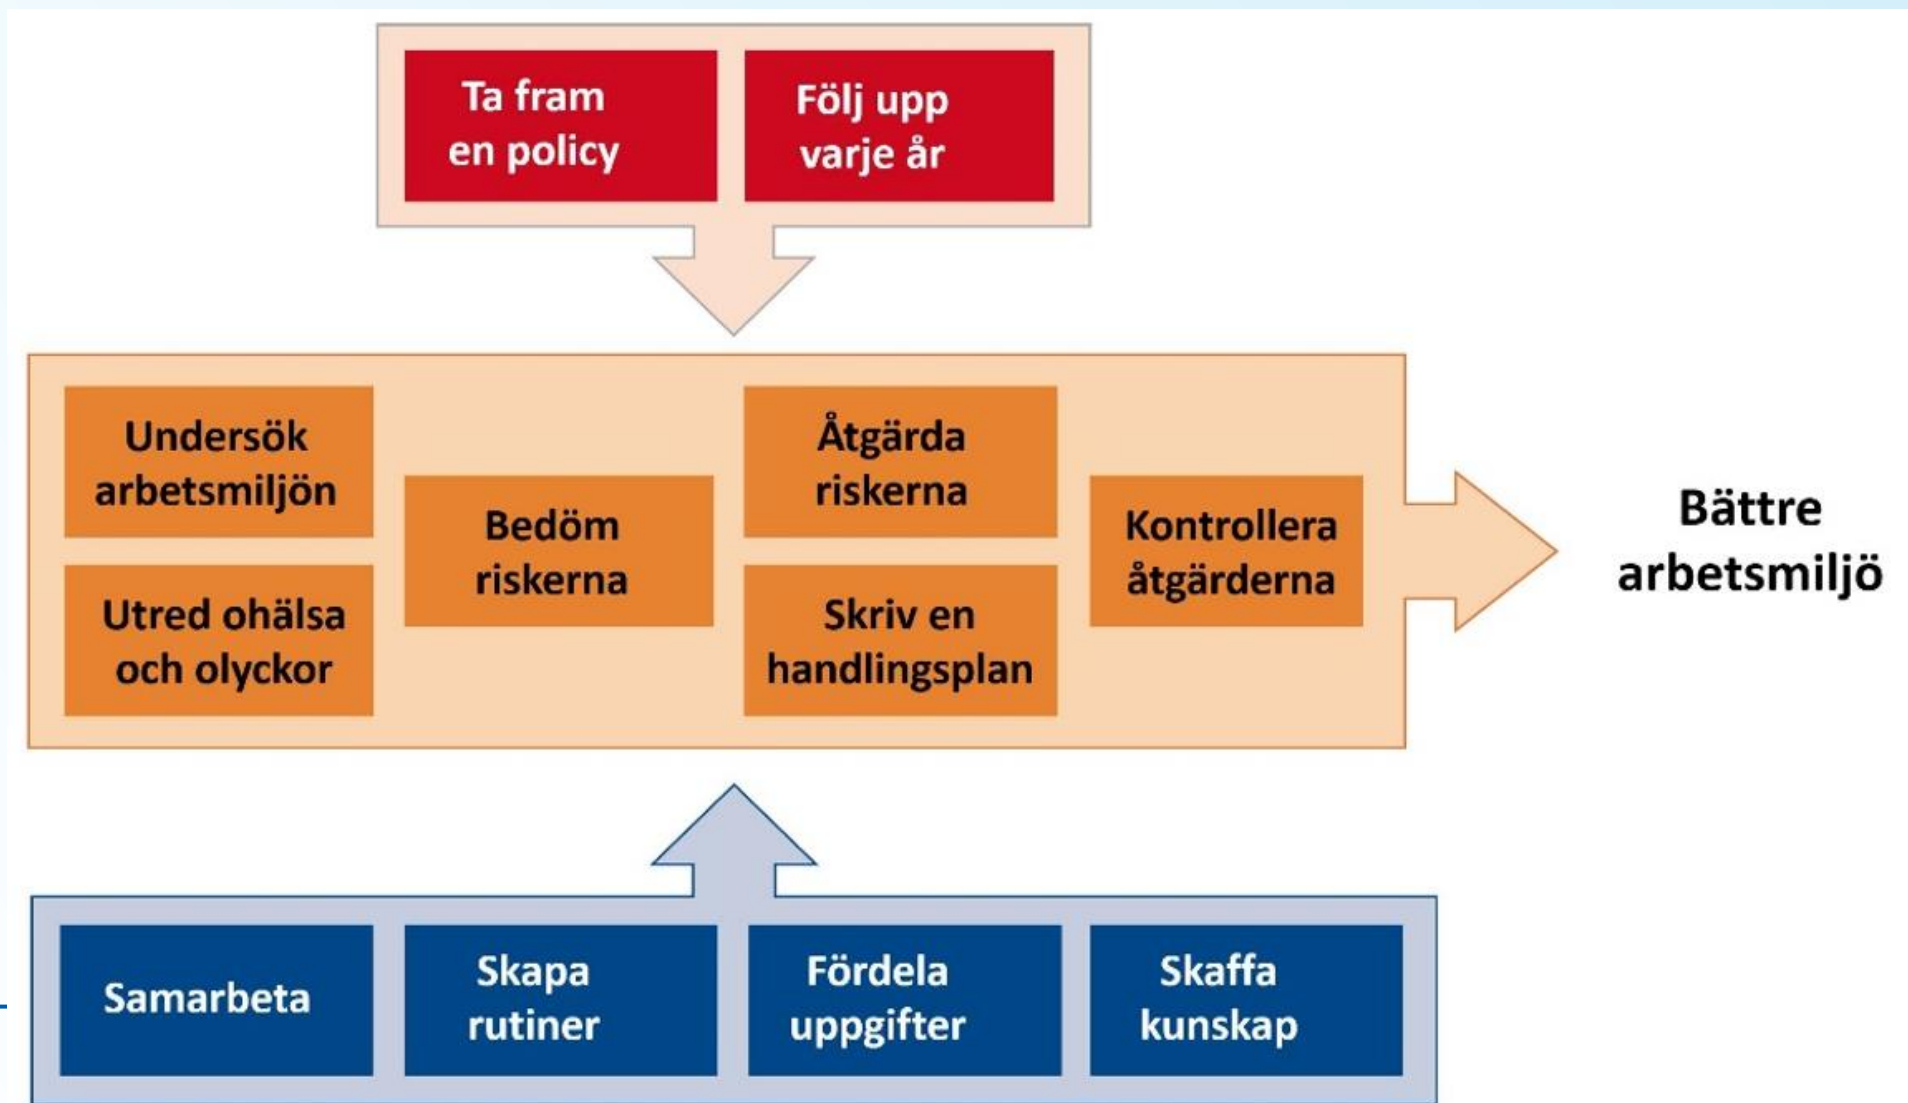 Ta fram
en policy
Följ upp
varje år
Undersök
arbetsmiljön
Utred ohälsa
och olyckor
Bedöm
riskerna
Åtgärda
riskerna
Skriv en
handlingsplan
Kontrollera
åtgärderna
Bättre
arbetsmiljö
Samarbeta
Skapa
rutiner
Fördela
uppgifter
Skaffa
kunskap